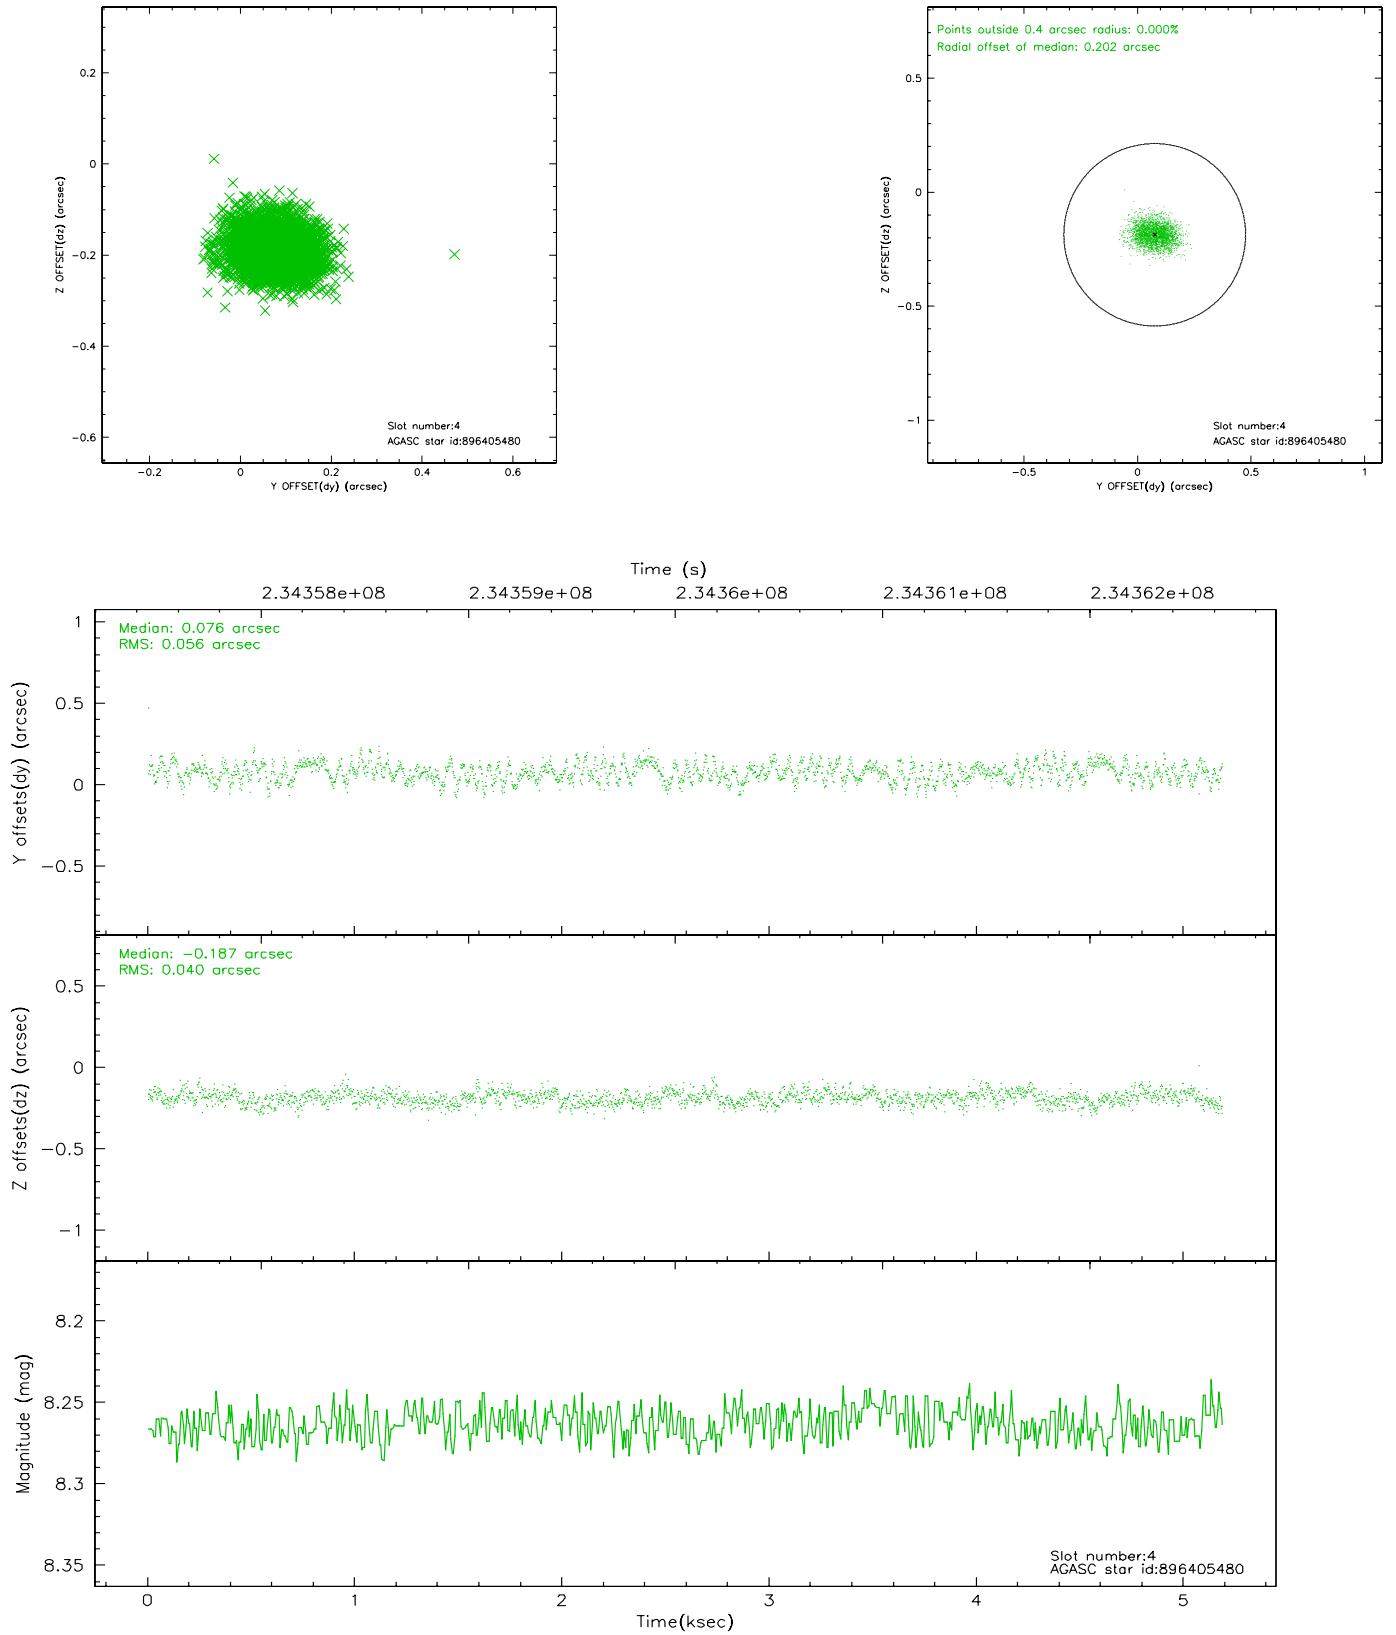 0.2
0
−0.2
−0.4
−0.6
Z OFFSET(dz) (arcsec)
Slot number:4
AGASC star id:896405480
−0.2 0 0.2 0.4 0.6
Y OFFSET(dy) (arcsec)
Points outside 0.4 arcsec radius: 0.000%
Radial offset of median: 0.202 arcsec
0.5
0
−0.5
−1
Z OFFSET(dz) (arcsec)
Slot number:4
AGASC star id:896405480
−0.5 0 0.5 1
Y OFFSET(dy) (arcsec)
Time (s)
2.34358e+08 2.34359e+08 2.3436e+08 2.34361e+08 2.34362e+08
Median: 0.076 arcsec
RMS: 0.056 arcsec
1
0.5
0
−0.5
Y offsets(dy) (arcsec)
Median: −0.187 arcsec
RMS: 0.040 arcsec
0.5
0
−0.5
−1
Z offsets(dz) (arcsec)
8.2
8.25
8.3
8.35
Magnitude (mag)
Slot number:4
AGASC star id:896405480
0 1 2 3 4 5
Time(ksec)